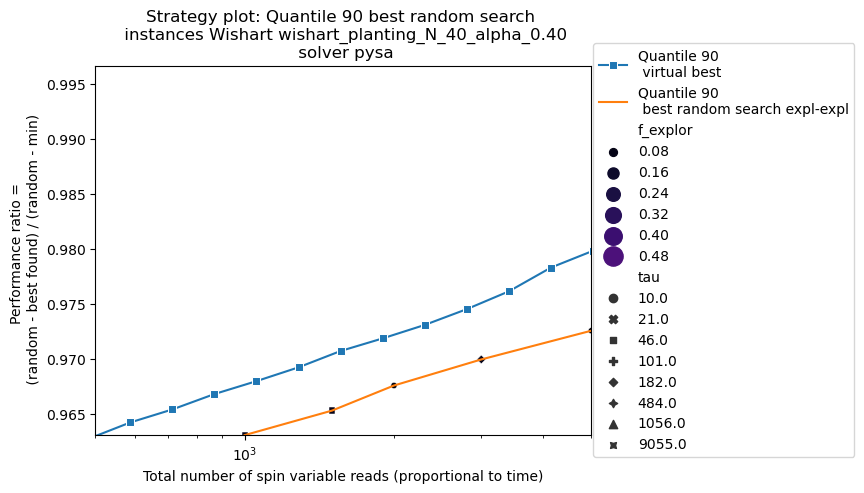 Strategy plot: Quantile 90 best random search
instances Wishart wishart_planting_N_40_alpha_0.40
solver pysa
Performance ratio =
(random - best found) / (random - min)
0.995
0.990
0.985
0.980
0.975
0.970
0.965
10^3
Total number of spin variable reads (proportional to time)
Quantile 90
virtual best
Quantile 90
best random search expl-expl
f_explor
0.08
0.16
0.24
0.32
0.40
0.48
tau
10.0
21.0
46.0
101.0
182.0
484.0
1056.0
9055.0